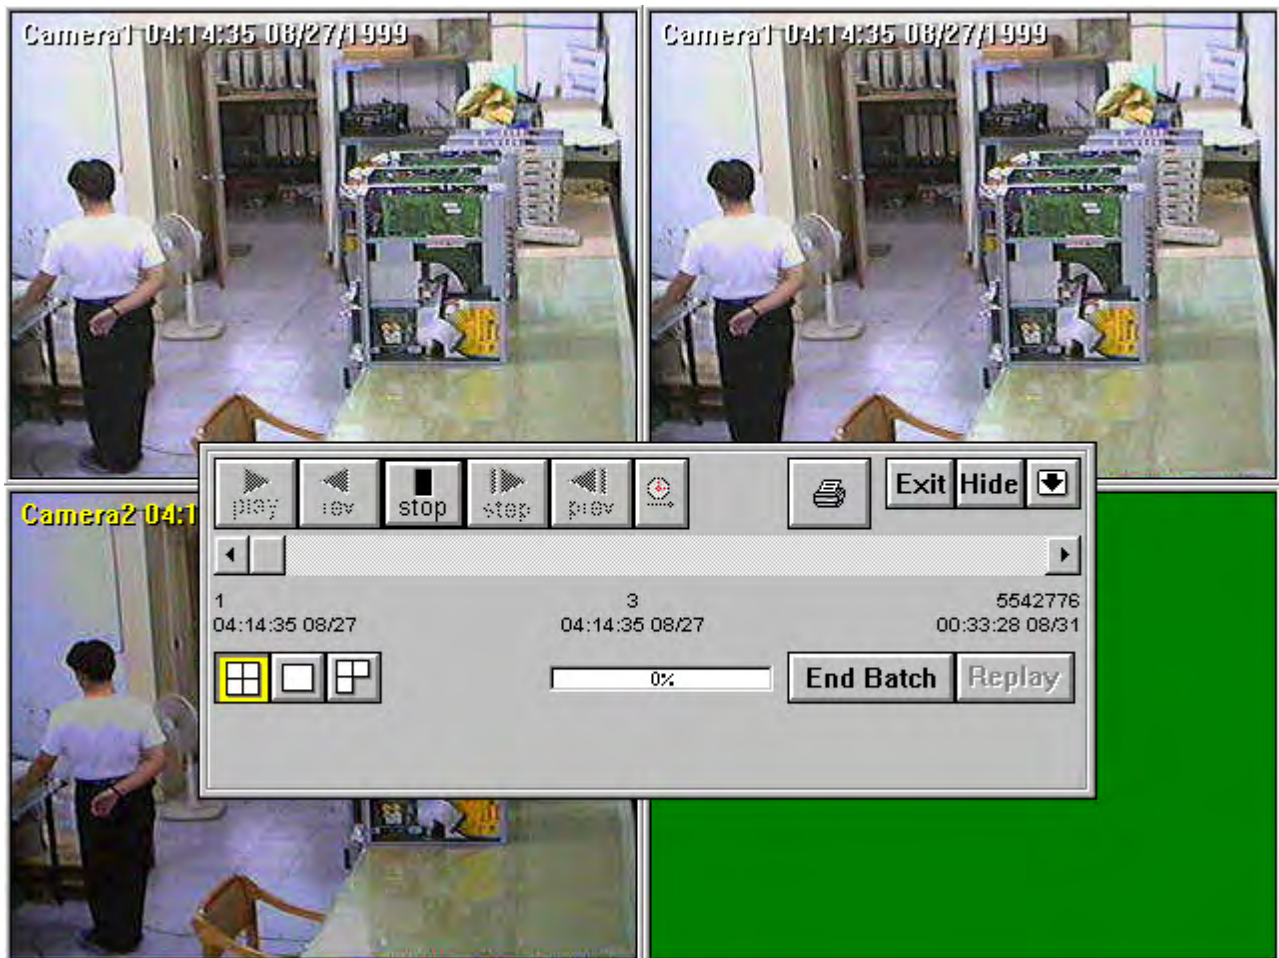 Camera1 04:14:35 08/27/1999
Camera1 04:14:35 08/27/1999
Camera2 04:1
play
rev
stop
step
prev
Exit
Hide
1
3
5542776
04:14:35 08/27
04:14:35 08/27
00:33:28 08/31
0%
End Batch
Replay